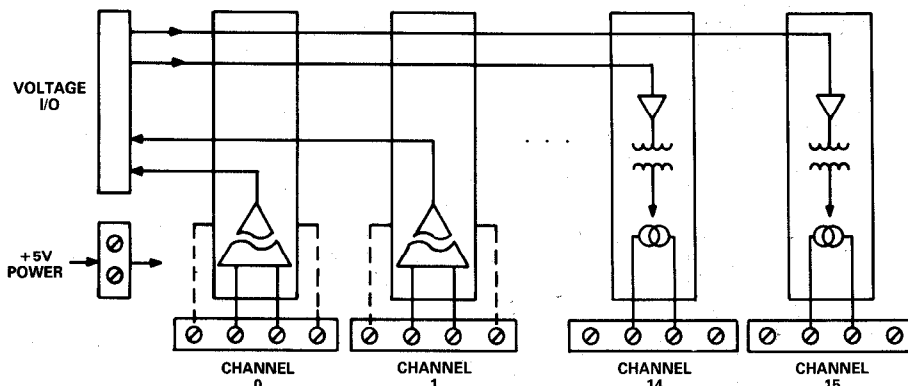 VOLTAGE
I/O
+5V
POWER
CHANNEL
0
CHANNEL
1
CHANNEL
14
CHANNEL
15